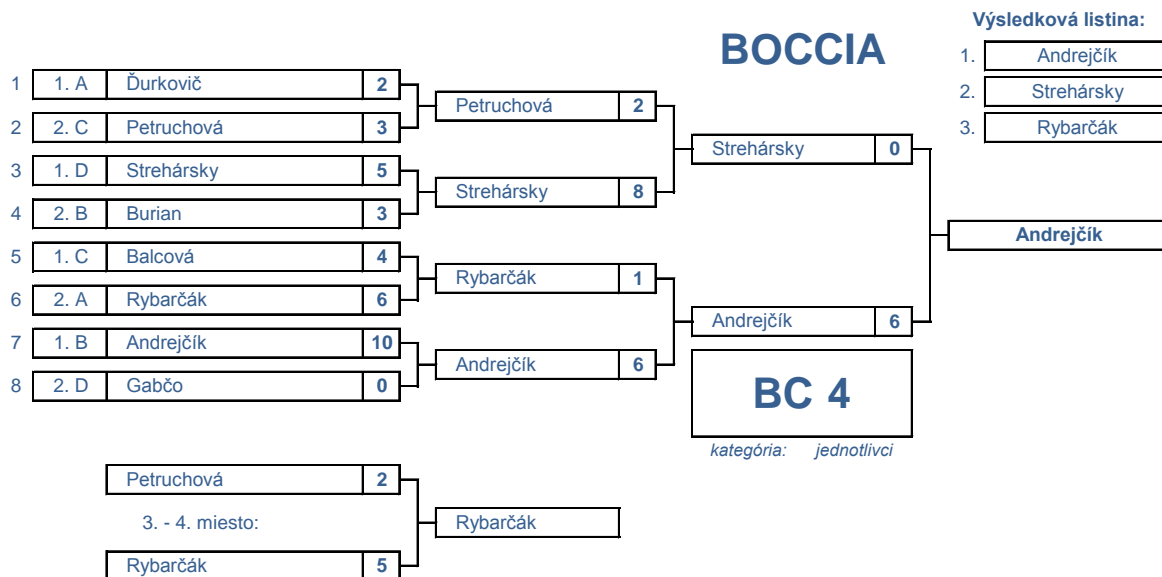 Výsledková listina:
BOCCIA
1. Andrejčík
2. Strehársky
3. Rybarčák
1 1. A Ďurkovič 2
2 2. C Petruchová 3
3 1. D Strehársky 5
4 2. B Burian 3
5 1. C Balcová 4
6 2. A Rybarčák 6
7 1. B Andrejčík 10
8 2. D Gabčo 0
Petruchová 2
Strehársky 8
Rybarčák 1
Andrejčík 6
Strehársky 0
Andrejčík 6
Andrejčík
BC 4
kategória: jednotlivci
Petruchová 2
3. - 4. miesto:
Rybarčák 5
Rybarčák